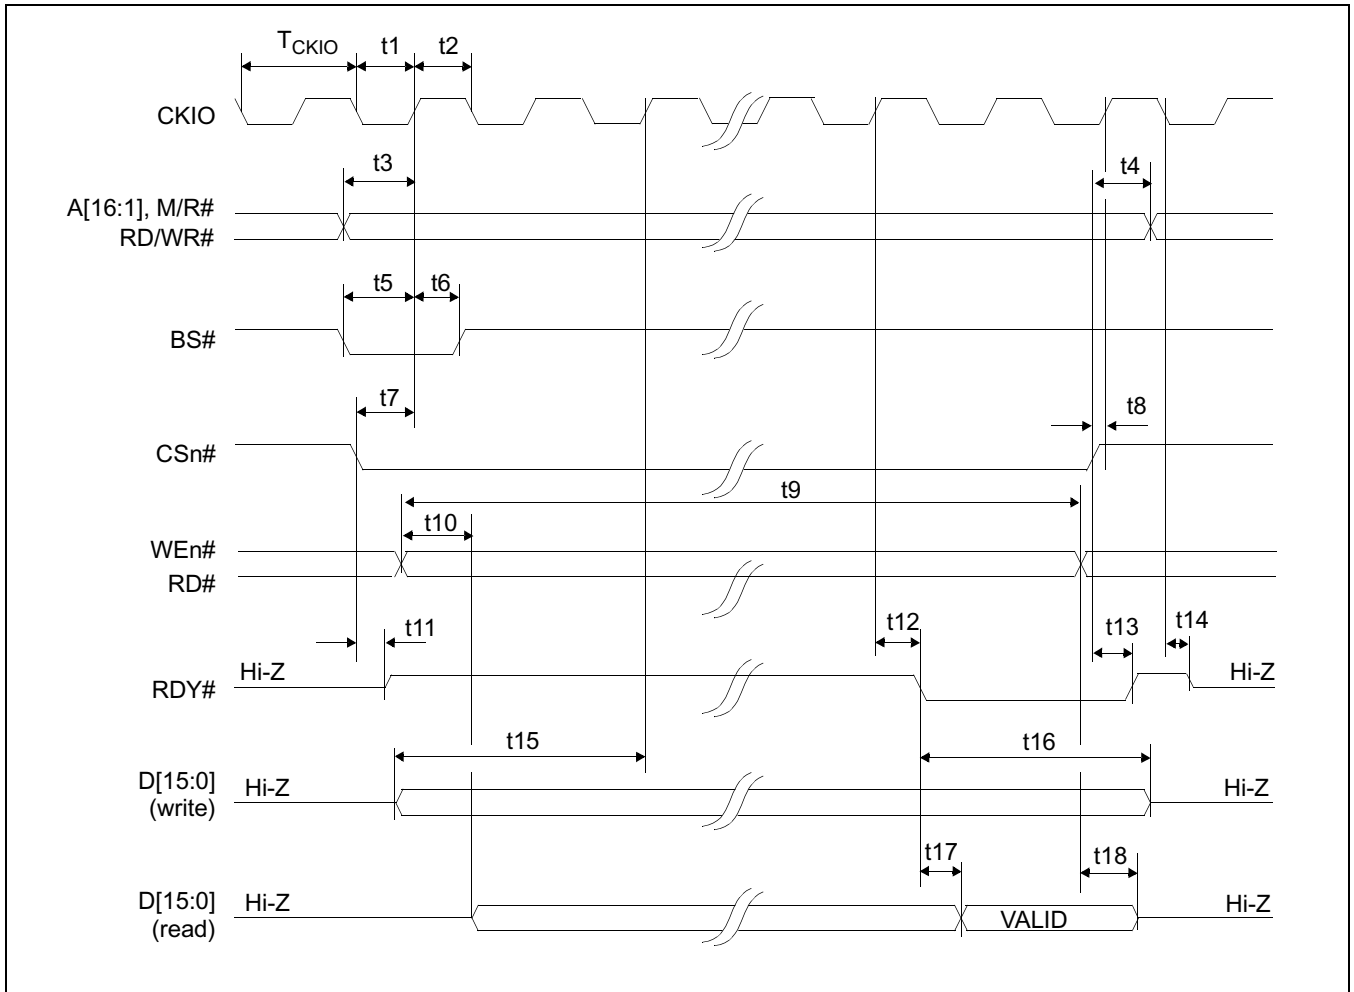 TCKIO t1 t2
CKIO
t3
t4
A[16:1], M/R#
RD/WR#
t5 t6
BS#
t7
t8
CSn#
t9
t10
WEn#
RD#
t11 t12 t13 t14
Hi-Z Hi-Z
RDY#
t15 t16
D[15:0]
(write)
Hi-Z Hi-Z
t17 t18
D[15:0]
(read)
Hi-Z VALID Hi-Z